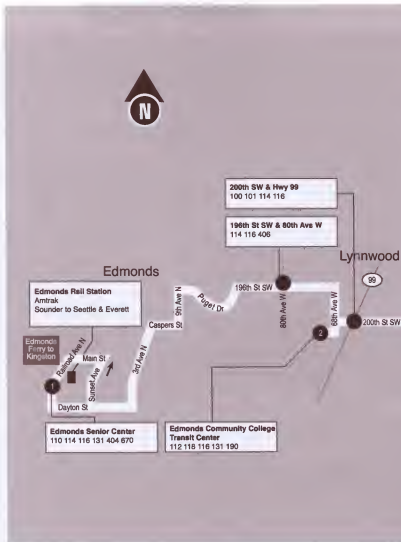 N
200th SW & Hwy 99
100 101 114 116
196th St SW & 80th Ave W
114 116 406
Lynnwood
99
Edmonds
Edmonds Rail Station
Amtrak
Sounder to Seattle & Everett
9th Ave N
Puget Dr
196th St SW
80th Ave W
68th Ave W
200th St SW
Caspers St
3rd Ave N
Edmonds
Ferry to
Kingston
Railroad Ave N
Main St
Sunset Ave
1
2
Dayton St
Edmonds Senior Center
110 114 116 131 404 670
Edmonds Community College
Transit Center
112 118 116 131 190